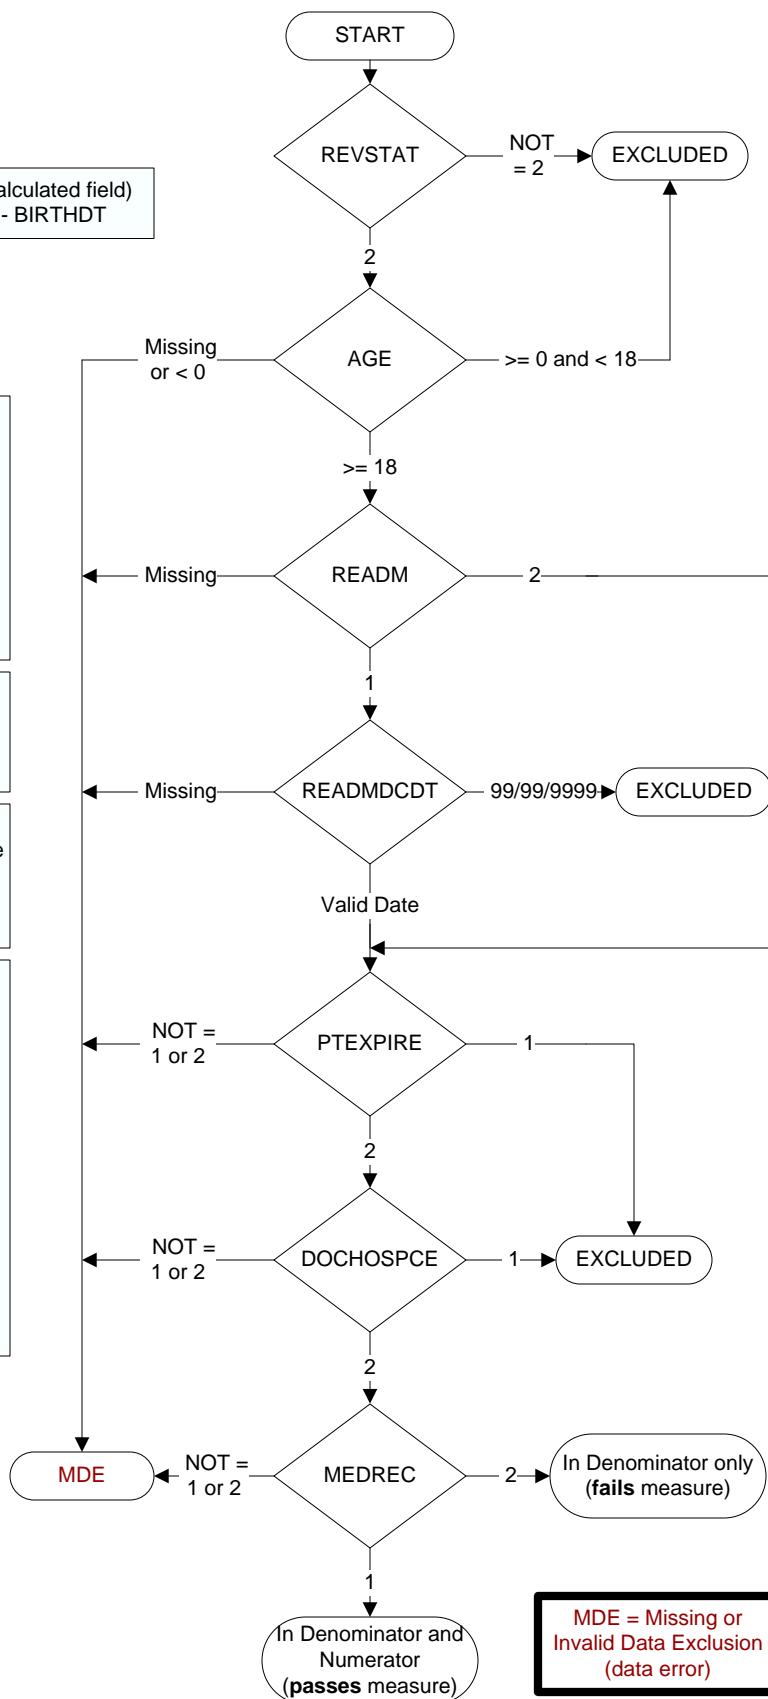 START
REVSTAT
NOT
= 2
EXCLUDED
alculated field)
- BIRTHDT
2
Missing
or < 0
AGE
>= 0 and < 18
>= 18
Missing
READM
2
1
Missing
READMDCDT
99/99/9999
EXCLUDED
e
Valid Date
NOT =
1 or 2
PTEXPIRE
1
2
NOT =
1 or 2
DOCHOSPCE
1
EXCLUDED
2
MDE
NOT =
1 or 2
MEDREC
2
In Denominator only
(fails measure)
1
In Denominator and
Numerator
(passes measure)
MDE = Missing or
Invalid Data Exclusion
(data error)